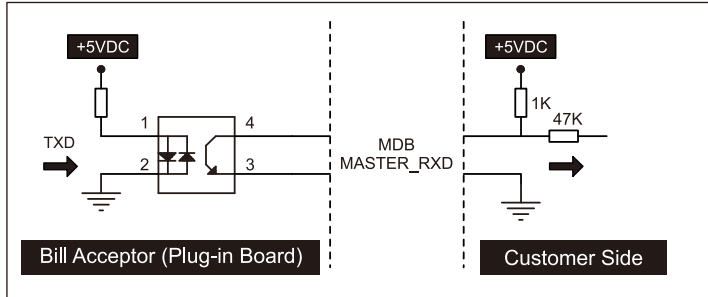 +5VDC
+5VDC
1K
47K
TXD
1
4
2
3
MDB
MASTER_RXD
Bill Acceptor (Plug-in Board)
Customer Side